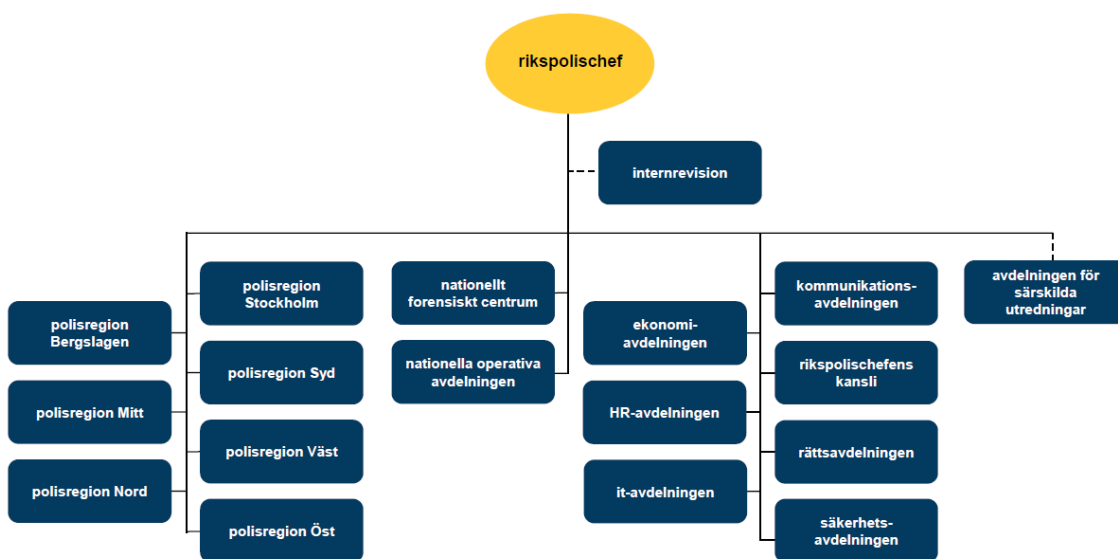 rikspolischef
internrevision
polisregion
Bergslagen
polisregion Mitt
polisregion Nord
polisregion
Stockholm
polisregion Syd
polisregion Väst
polisregion Öst
nationellt
forensiskt centrum
nationella operativa
avdelningen
ekonomi-
avdelningen
HR-avdelningen
it-avdelningen
kommunikations-
avdelningen
rikspolischefens
kansli
rättsavdelningen
säkerhets-
avdelningen
avdelningen för
särskilda
utredningar